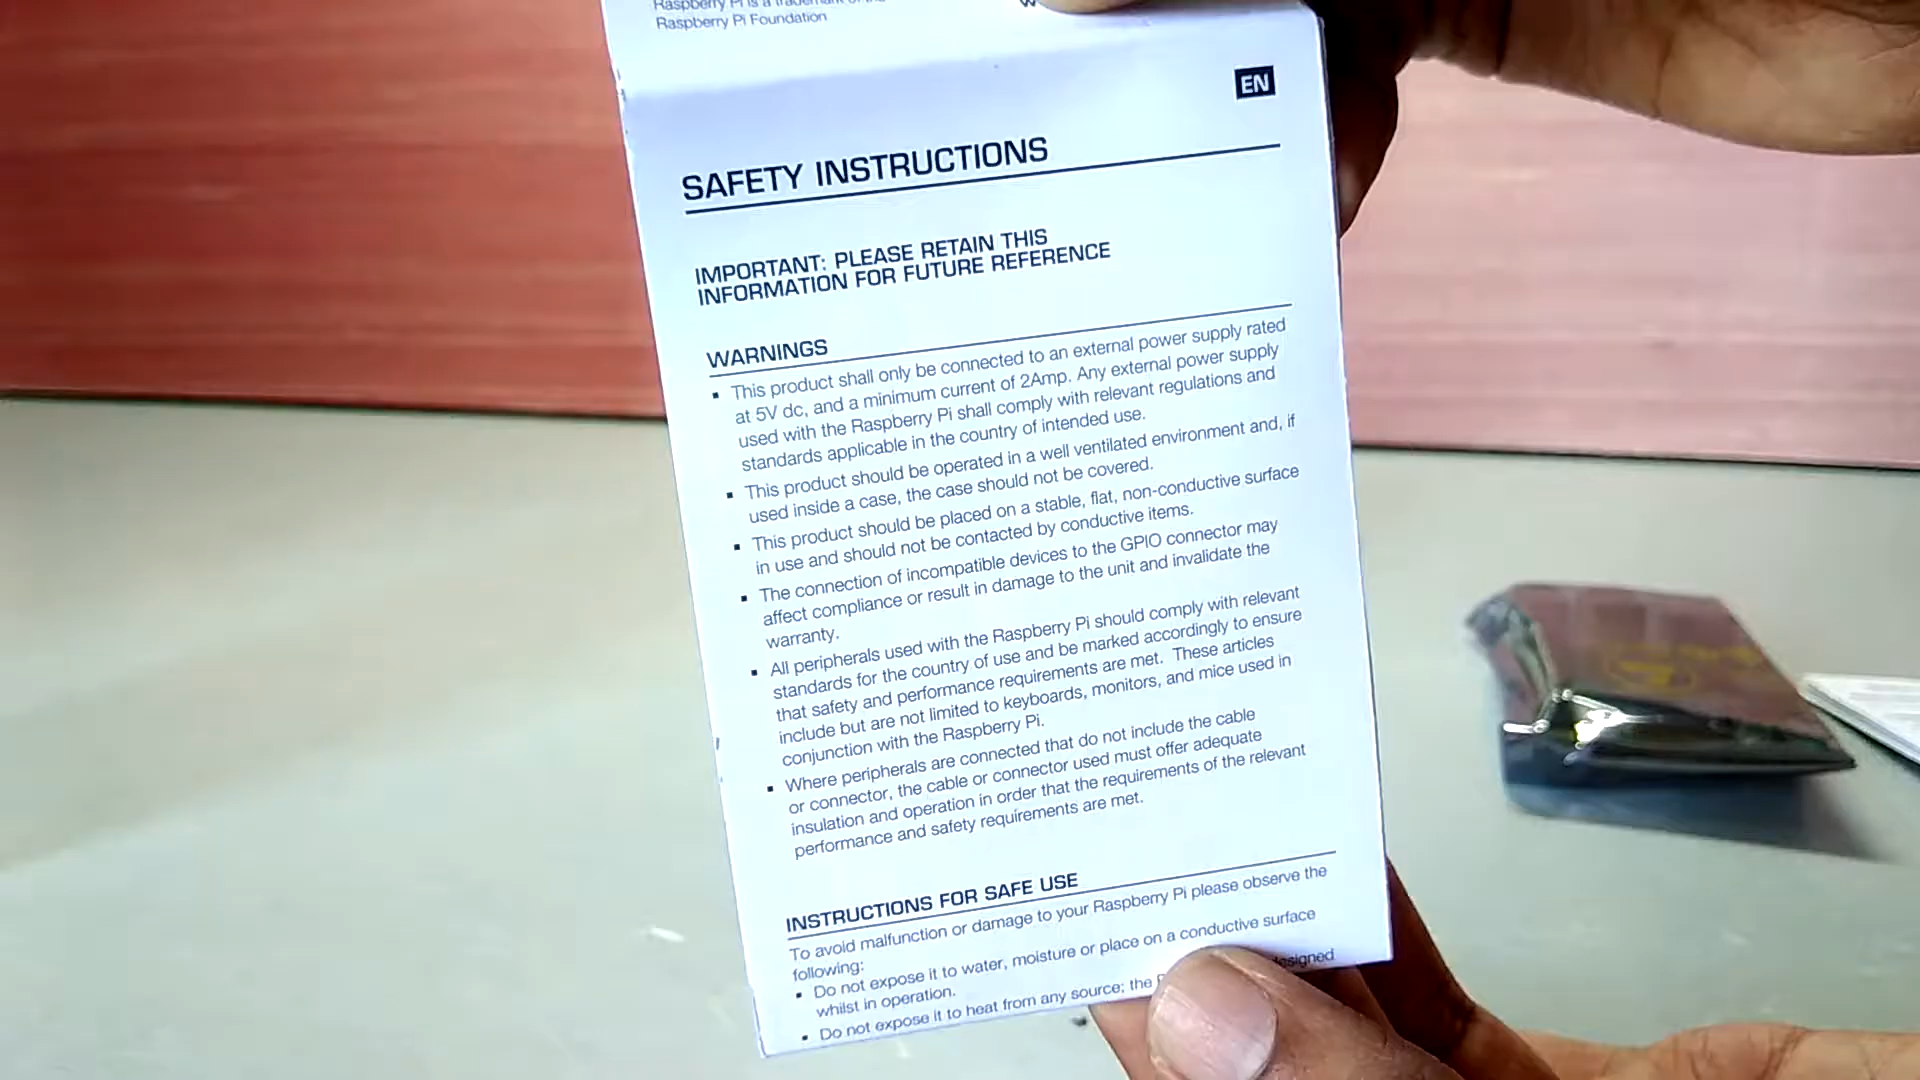 Raspberry Pi is a trademark of the
Raspberry Pi Foundation
EN
SAFETY INSTRUCTIONS
IMPORTANT: PLEASE RETAIN THIS
INFORMATION FOR FUTURE REFERENCE
WARNINGS
▪ This product shall only be connected to an external power supply rated
at 5V dc, and a minimum current of 2Amp. Any external power supply
used with the Raspberry Pi shall comply with relevant regulations and
standards applicable in the country of intended use.
▪ This product should be operated in a well ventilated environment and, if
used inside a case, the case should not be covered.
▪ This product should be placed on a stable, flat, non-conductive surface
in use and should not be contacted by conductive items.
▪ The connection of incompatible devices to the GPIO connector may
affect compliance or result in damage to the unit and invalidate the
warranty.
▪ All peripherals used with the Raspberry Pi should comply with relevant
standards for the country of use and be marked accordingly to ensure
that safety and performance requirements are met. These articles
include but are not limited to keyboards, monitors, and mice used in
conjunction with the Raspberry Pi.
▪ Where peripherals are connected that do not include the cable
or connector, the cable or connector used must offer adequate
insulation and operation in order that the requirements of the relevant
performance and safety requirements are met.
INSTRUCTIONS FOR SAFE USE
To avoid malfunction or damage to your Raspberry Pi please observe the
following:
▪ Do not expose it to water, moisture or place on a conductive surface
whilst in operation.
▪ Do not expose it to heat from any source; the designed